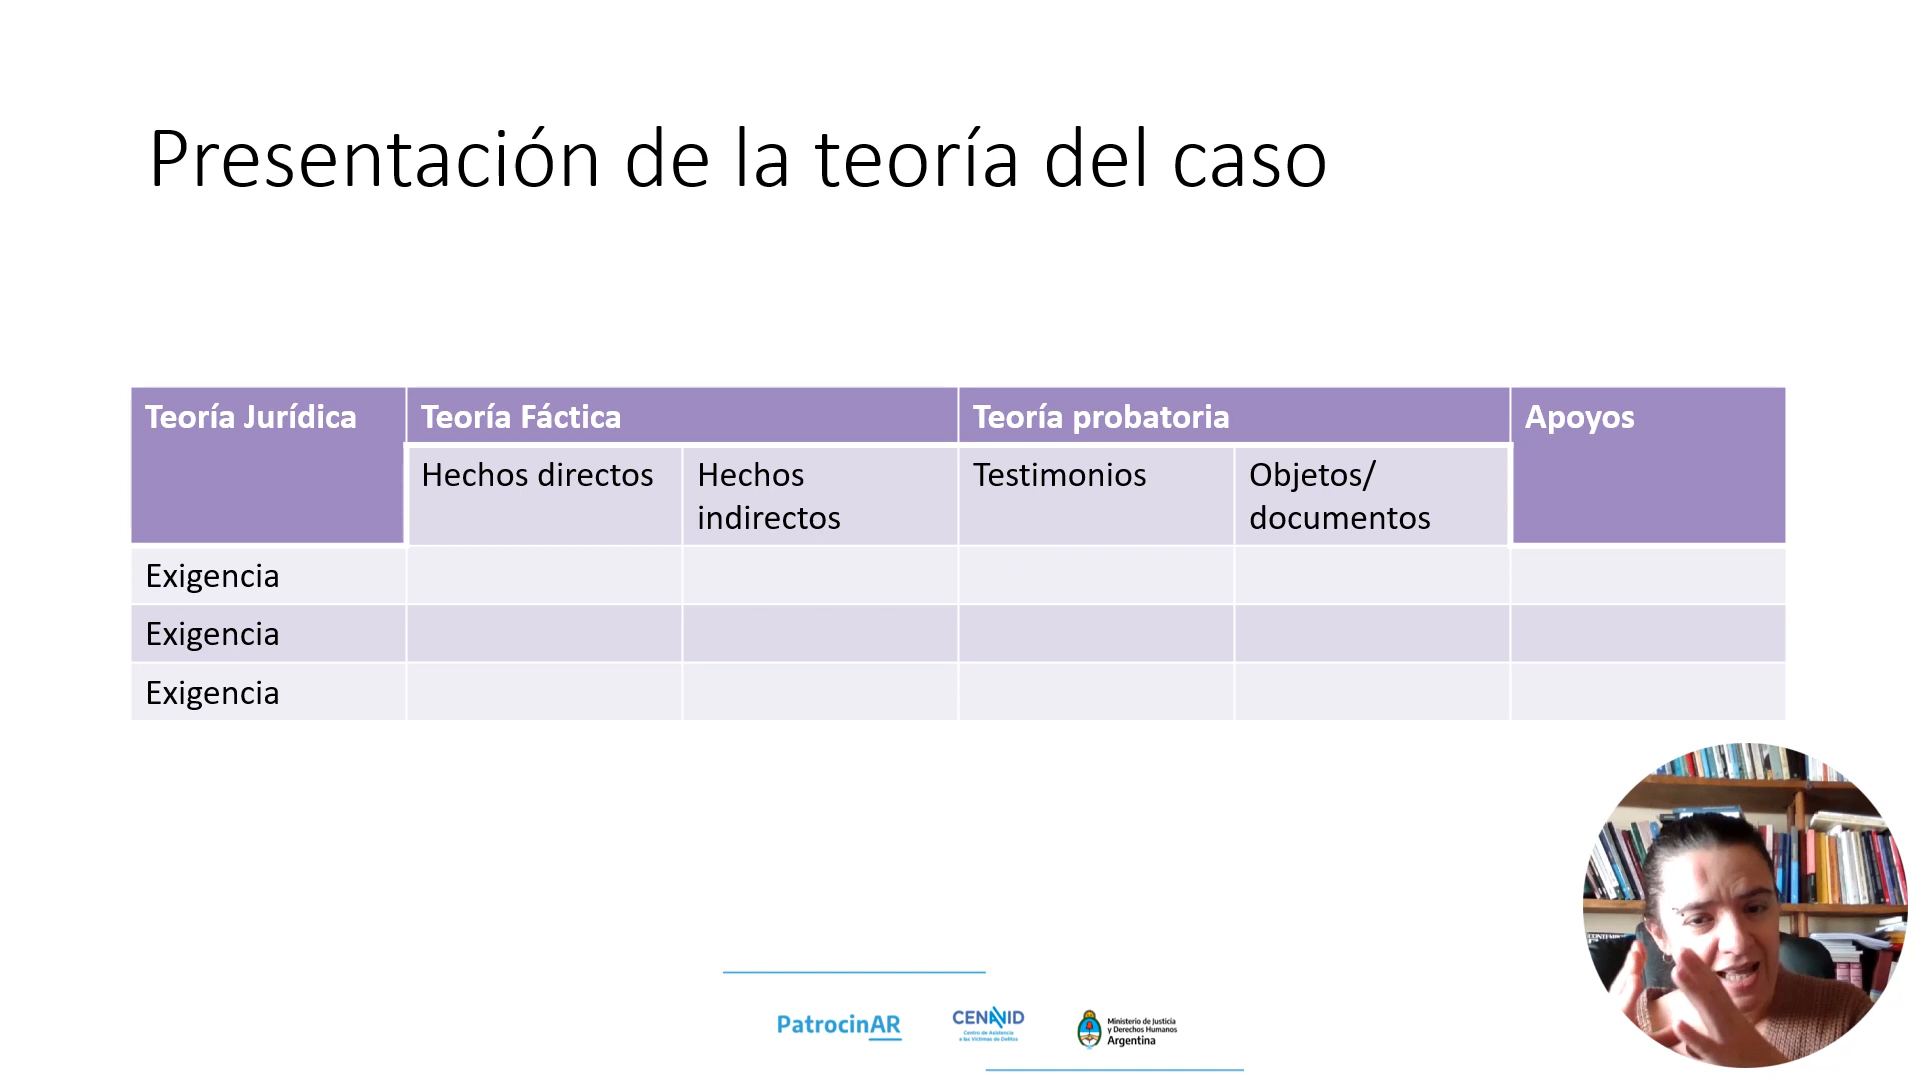 Presentación de la teoría del caso
Teoría Jurídica
Teoría Fáctica
Teoría probatoria
Apoyos
Hechos directos
Hechos
indirectos
Testimonios
Objetos/
documentos
Exigencia
Exigencia
Exigencia
PatrocinAR
CENAVID
Centro de Asistencia
a las Víctimas de Delitos
Ministerio de Justicia
y Derechos Humanos
Argentina